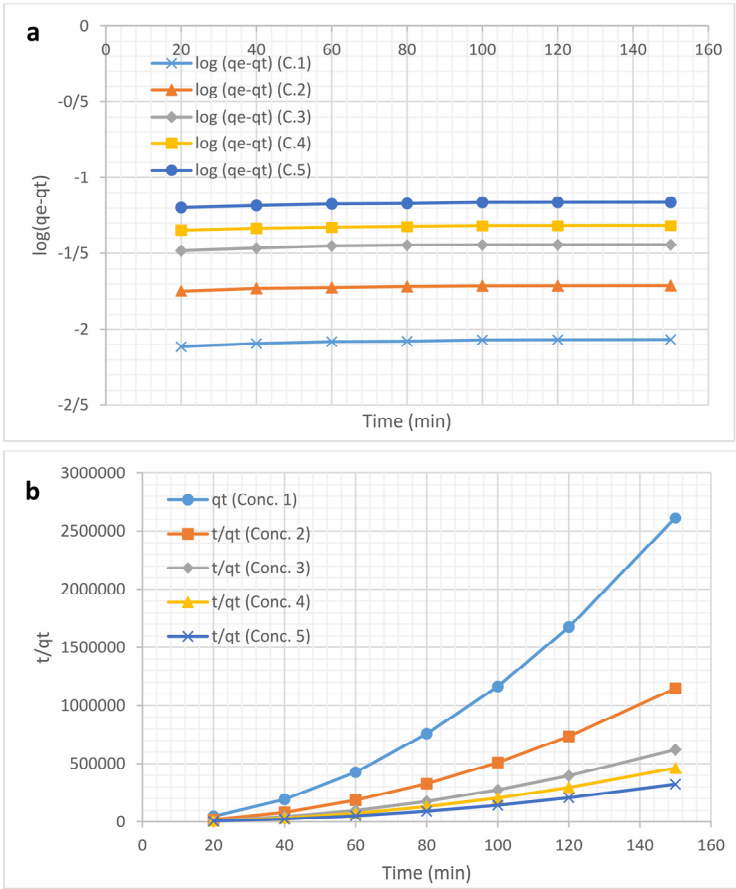 a
0
0 20 40 60 80 100 120 140 160
log (qe-qt) (C.1)
log (qe-qt) (C.2)
-0/5
log (qe-qt) (C.3)
log (qe-qt) (C.4)
log (qe-qt) (C.5)
-1
-1/5
-2
-2/5
log(qe-qt)
Time (min)
b
3000000
qt (Conc. 1)
2500000
t/qt (Conc. 2)
t/qt (Conc. 3)
2000000
t/qt (Conc. 4)
t/qt (Conc. 5)
1500000
1000000
500000
0
t/qt
0 20 40 60 80 100 120 140 160
Time (min)